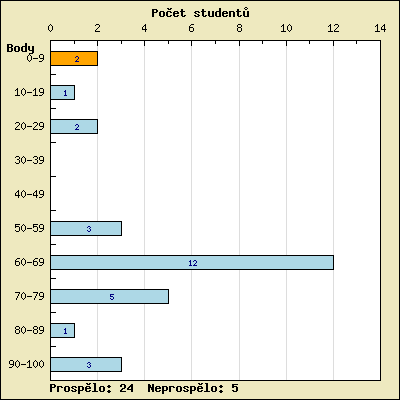 Počet studentů
0 2 4 6 8 10 12 14
Body
0-9 2
10-19 1
20-29 2
30-39
40-49
50-59 3
60-69 12
70-79 5
80-89 1
90-100 3
Prospělo: 24 Neprospělo: 5